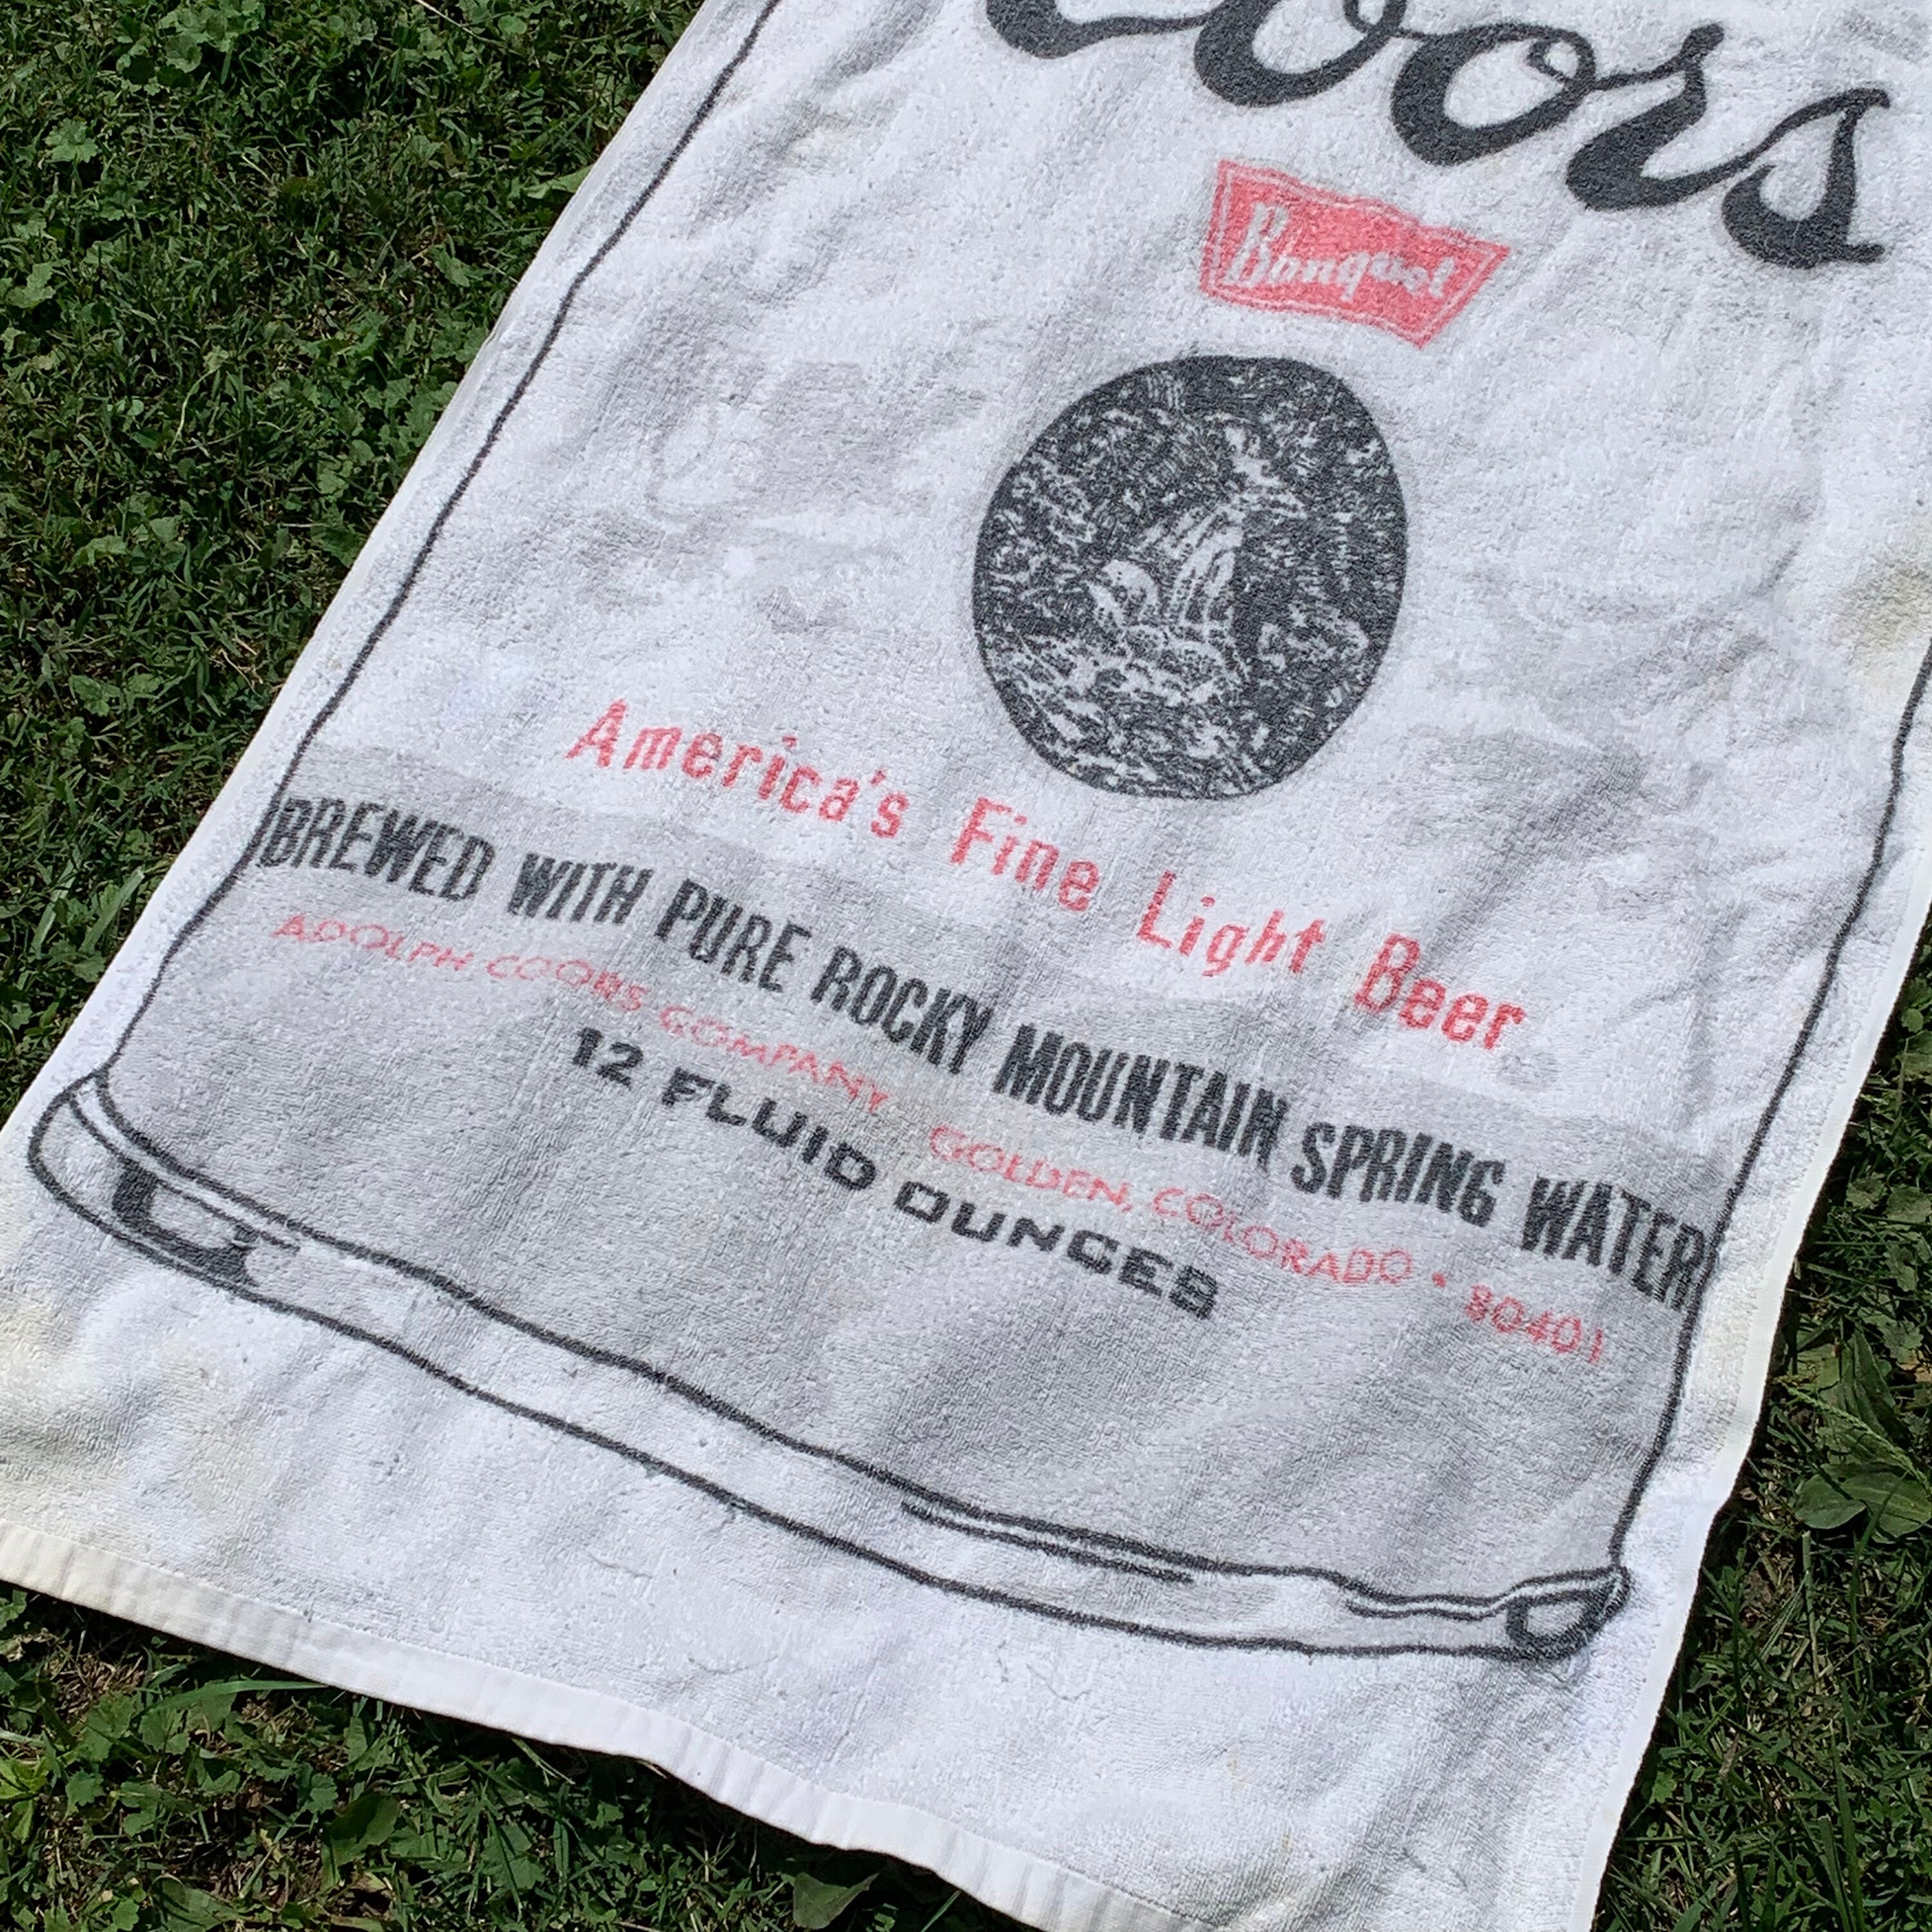 Coors
Banquet
America's Fine Light Beer
BREWED WITH PURE ROCKY MOUNTAIN SPRING WATER
ADOLPH COORS COMPANY GOLDEN, COLORADO • 80401
12 FLUID OUNCES